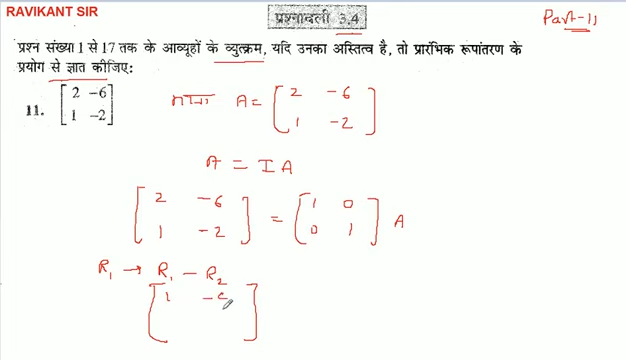 RAVIKANT SIR
प्रश्नावली 3.4
Part-11
प्रश्न संख्या 1 से 17 तक के आव्यूहों के व्युत्क्रम, यदि उनका अस्तित्व है, तो प्रारंभिक रूपांतरण के
प्रयोग से ज्ञात कीजिए:
11. [2 -6
1 -2]
माना A = [2 -6
1 -2]
A = I A
[2 -6
1 -2] = [1 0
0 1] A
R₁ → R₁ - R₂
[1 -
]